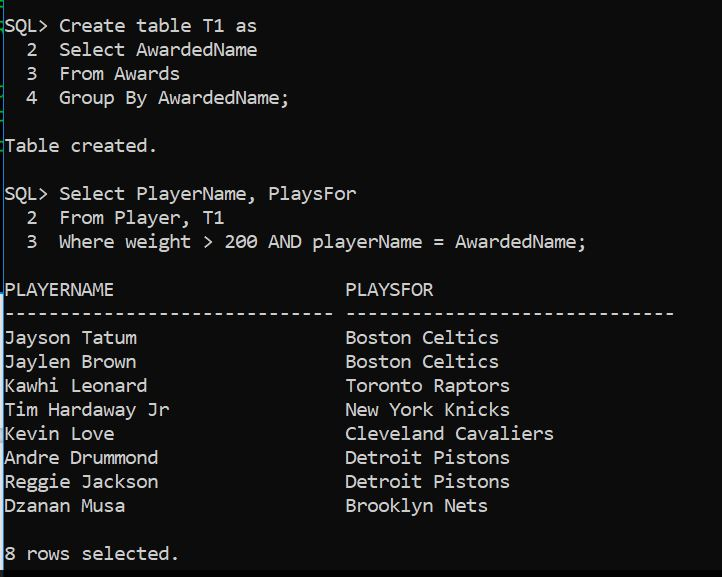 SQL> Create table T1 as
2 Select AwardedName
3 From Awards
4 Group By AwardedName;
Table created.
SQL> Select PlayerName, PlaysFor
2 From Player, T1
3 Where weight > 200 AND playerName = AwardedName;
PLAYERNAME PLAYSFOR
------------------------------ ------------------------------
Jayson Tatum Boston Celtics
Jaylen Brown Boston Celtics
Kawhi Leonard Toronto Raptors
Tim Hardaway Jr New York Knicks
Kevin Love Cleveland Cavaliers
Andre Drummond Detroit Pistons
Reggie Jackson Detroit Pistons
Dzanan Musa Brooklyn Nets
8 rows selected.